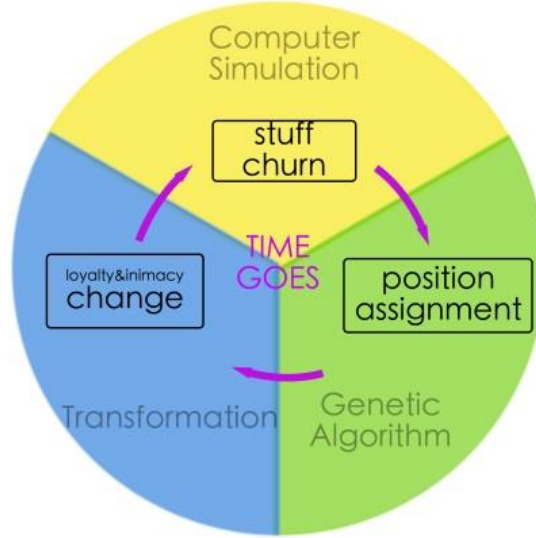 Computer
Simulation
stuff
churn
TIME
GOES
loyalty&inimacy
change
position
assignment
Transformation
Genetic
Algorithm